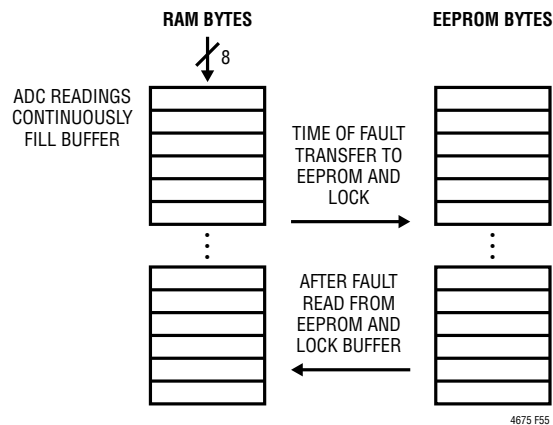 RAM BYTES
EEPROM BYTES
8
ADC READINGS
CONTINUOUSLY
FILL BUFFER
TIME OF FAULT
TRANSFER TO
EEPROM AND
LOCK
AFTER FAULT
READ FROM
EEPROM AND
LOCK BUFFER
4675 F55